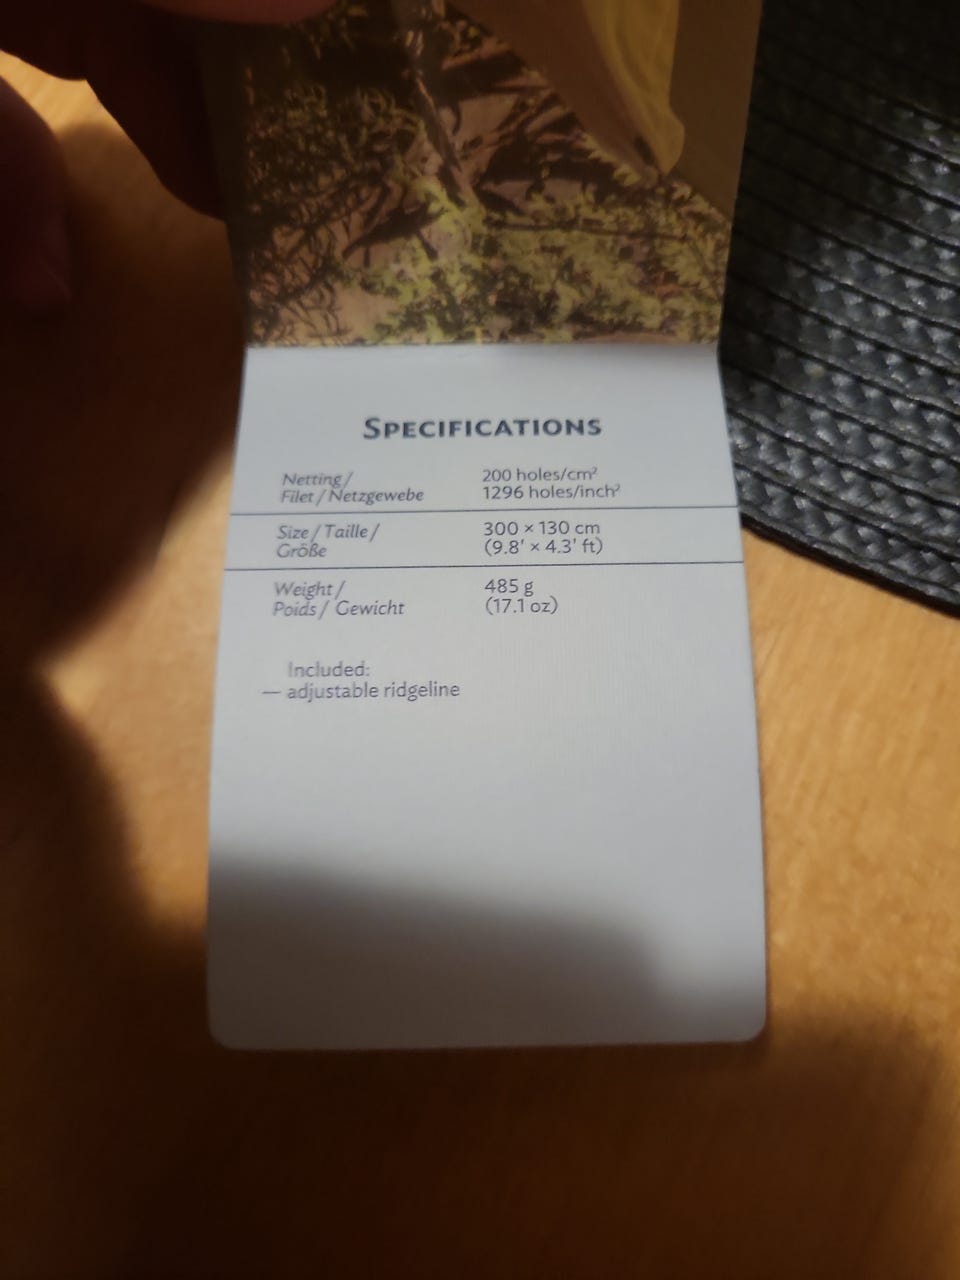 SPECIFICATIONS
Netting / 200 holes/cm²
Filet / Netzgewebe 1296 holes/inch²
Size / Taille / 300 × 130 cm
Größe (9.8' × 4.3' ft)
Weight / 485 g
Poids / Gewicht (17.1 oz)
Included:
— adjustable ridgeline